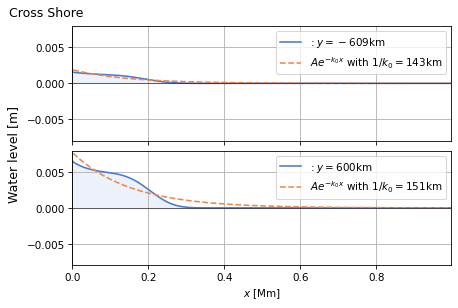 Cross Shore
0.005
: y = −609km
Ae^{−k₀x} with 1/k₀ = 143km
0.000
−0.005
Water level [m]
0.005
: y = 600km
Ae^{−k₀x} with 1/k₀ = 151km
0.000
−0.005
0.0 0.2 0.4 0.6 0.8
x [Mm]